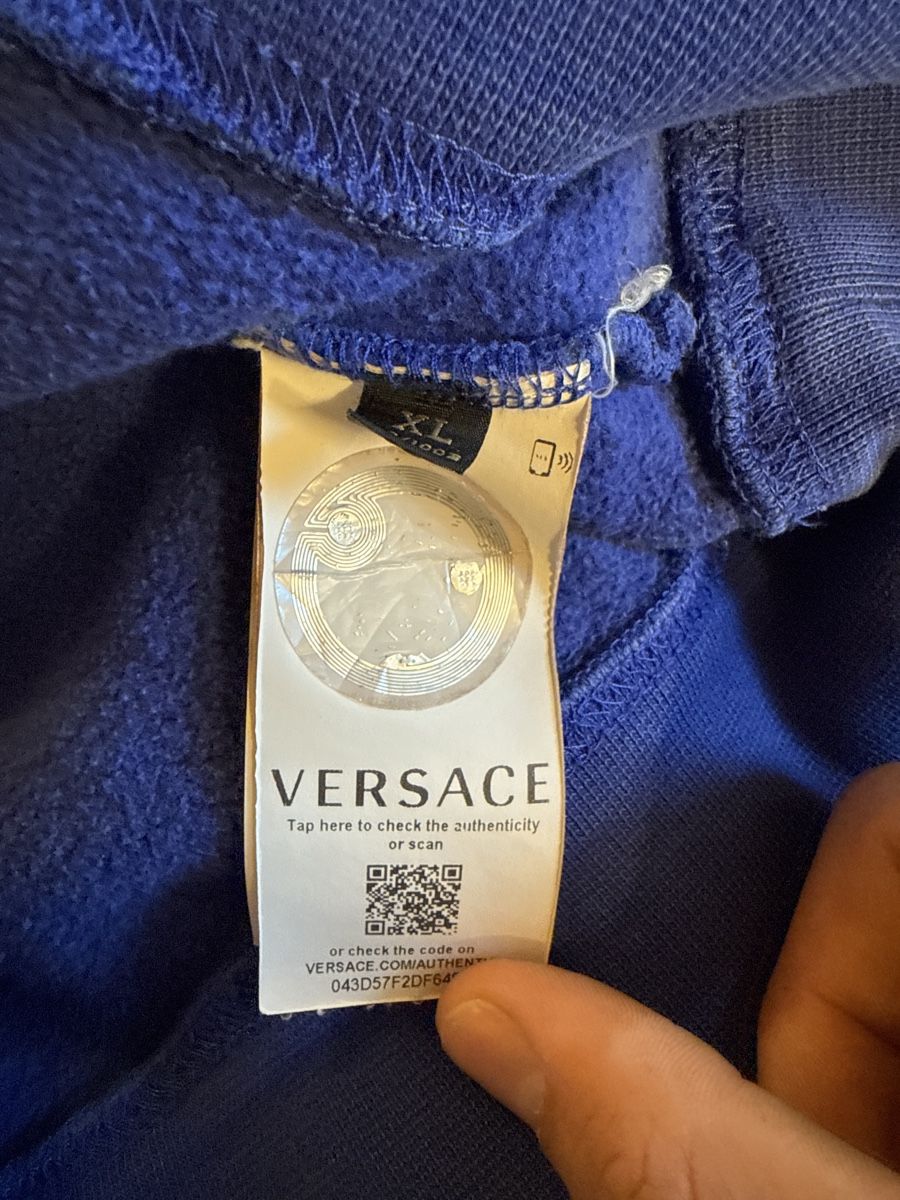 XL
VERSACE
Tap here to check the authenticity
or scan
or check the code on
VERSACE.COM/AUTHENT
043D57F2DF64